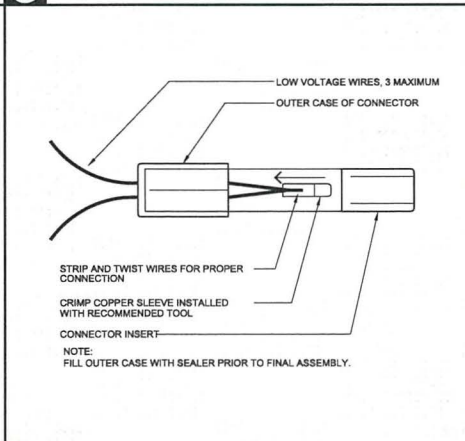 LOW VOLTAGE WIRES, 3 MAXIMUM
OUTER CASE OF CONNECTOR
STRIP AND TWIST WIRES FOR PROPER
CONNECTION
CRIMP COPPER SLEEVE INSTALLED
WITH RECOMMENDED TOOL
CONNECTOR INSERT
NOTE:
FILL OUTER CASE WITH SEALER PRIOR TO FINAL ASSEMBLY.